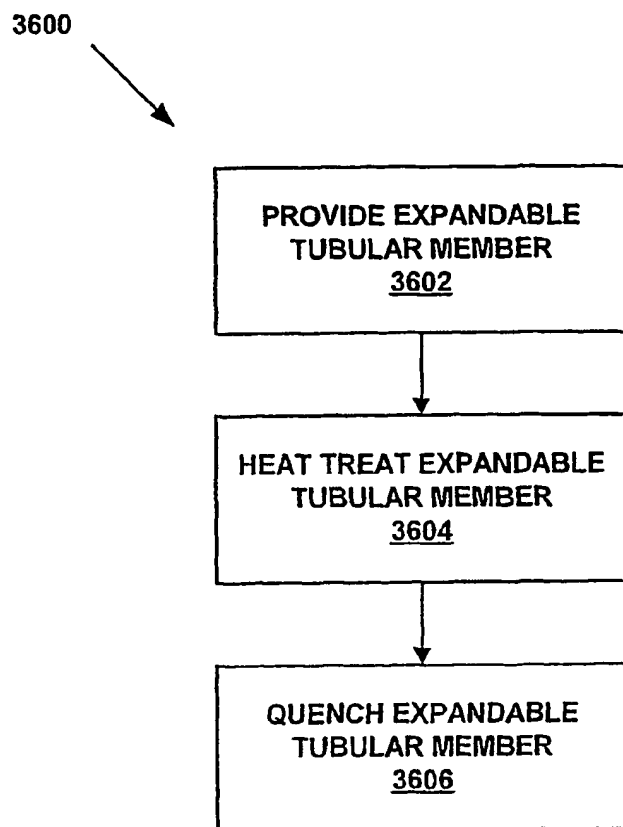 3600
PROVIDE EXPANDABLE
TUBULAR MEMBER
3602
HEAT TREAT EXPANDABLE
TUBULAR MEMBER
3604
QUENCH EXPANDABLE
TUBULAR MEMBER
3606